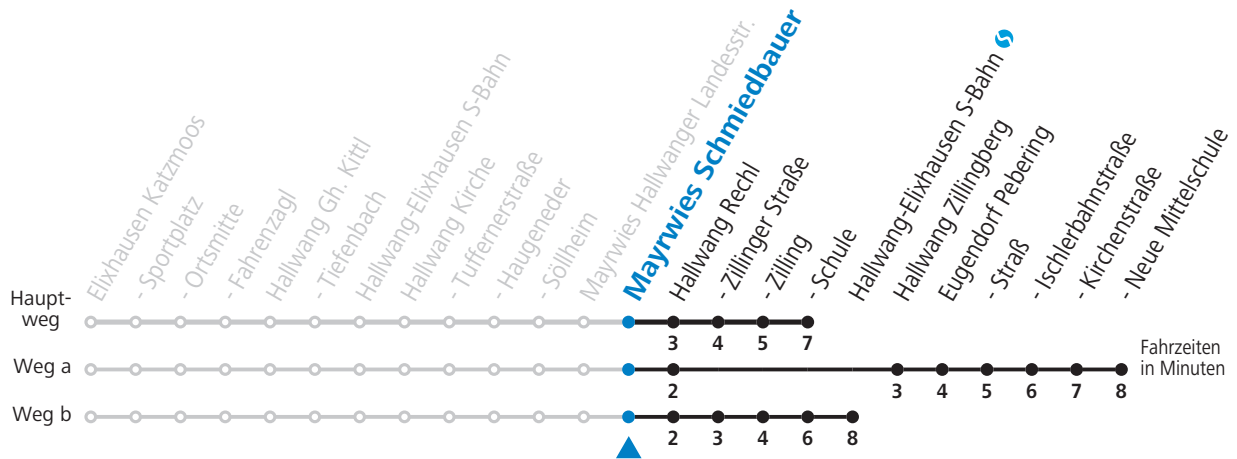 Elixhausen Katzmoos
- Sportplatz
- Ortsmitte
- Fahrenzagl
Hallwang Gh. Kittl
- Tiefenbach
Hallwang-Elixhausen S-Bahn
Hallwang Kirche
- Tuffernerstraße
- Haugeneder
- Söllheim
Mayrwies Hallwanger Landesstr.
Mayrwies Schmiedbauer
Hallwang Rechl
- Zillinger Straße
- Zilling
- Schule
Hallwang-Elixhausen S-Bahn
Hallwang Zillingberg
Eugendorf Pebering
- Straß
- Ischlerbahnstraße
- Kirchenstraße
- Neue Mittelschule
Haupt-
weg
3 4 5 7
Weg a
2 3 4 5 6 7 8
Fahrzeiten
in Minuten
Weg b
2 3 4 6 8